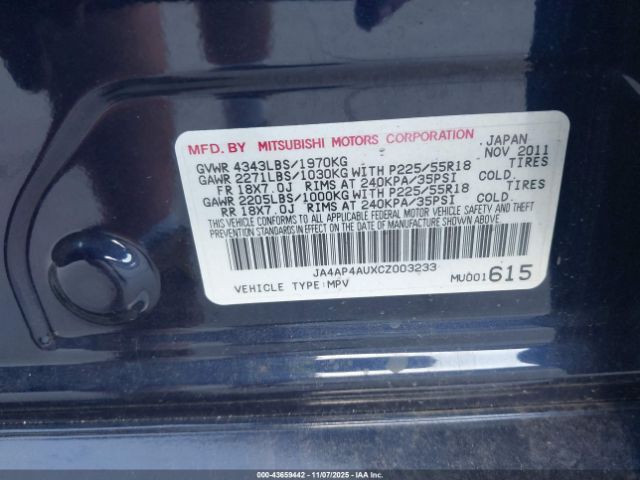 MFD. BY MITSUBISHI MOTORS CORPORATION JAPAN
GVWR 4343LBS/1970KG NOV 2011
GAWR 2271LBS/1030KG WITH P225/55R18 TIRES
FR 18X7.0J RIMS AT 240KPA/35PSI COLD.
GAWR 2205LBS/1000KG WITH P225/55R18 TIRES
RR 18X7.0J RIMS AT 240KPA/35PSI COLD.
THIS VEHICLE CONFORMS TO ALL APPLICABLE FEDERAL MOTOR VEHICLE SAFETY AND THEFT
PREVENTION STANDARDS IN EFFECT ON THE DATE OF MANUFACTURE SHOWN ABOVE.
JA4AP4AUXCZ003233
VEHICLE TYPE:MPV MU001615
000-43659442 - 11/07/2025 - IAAI.COM